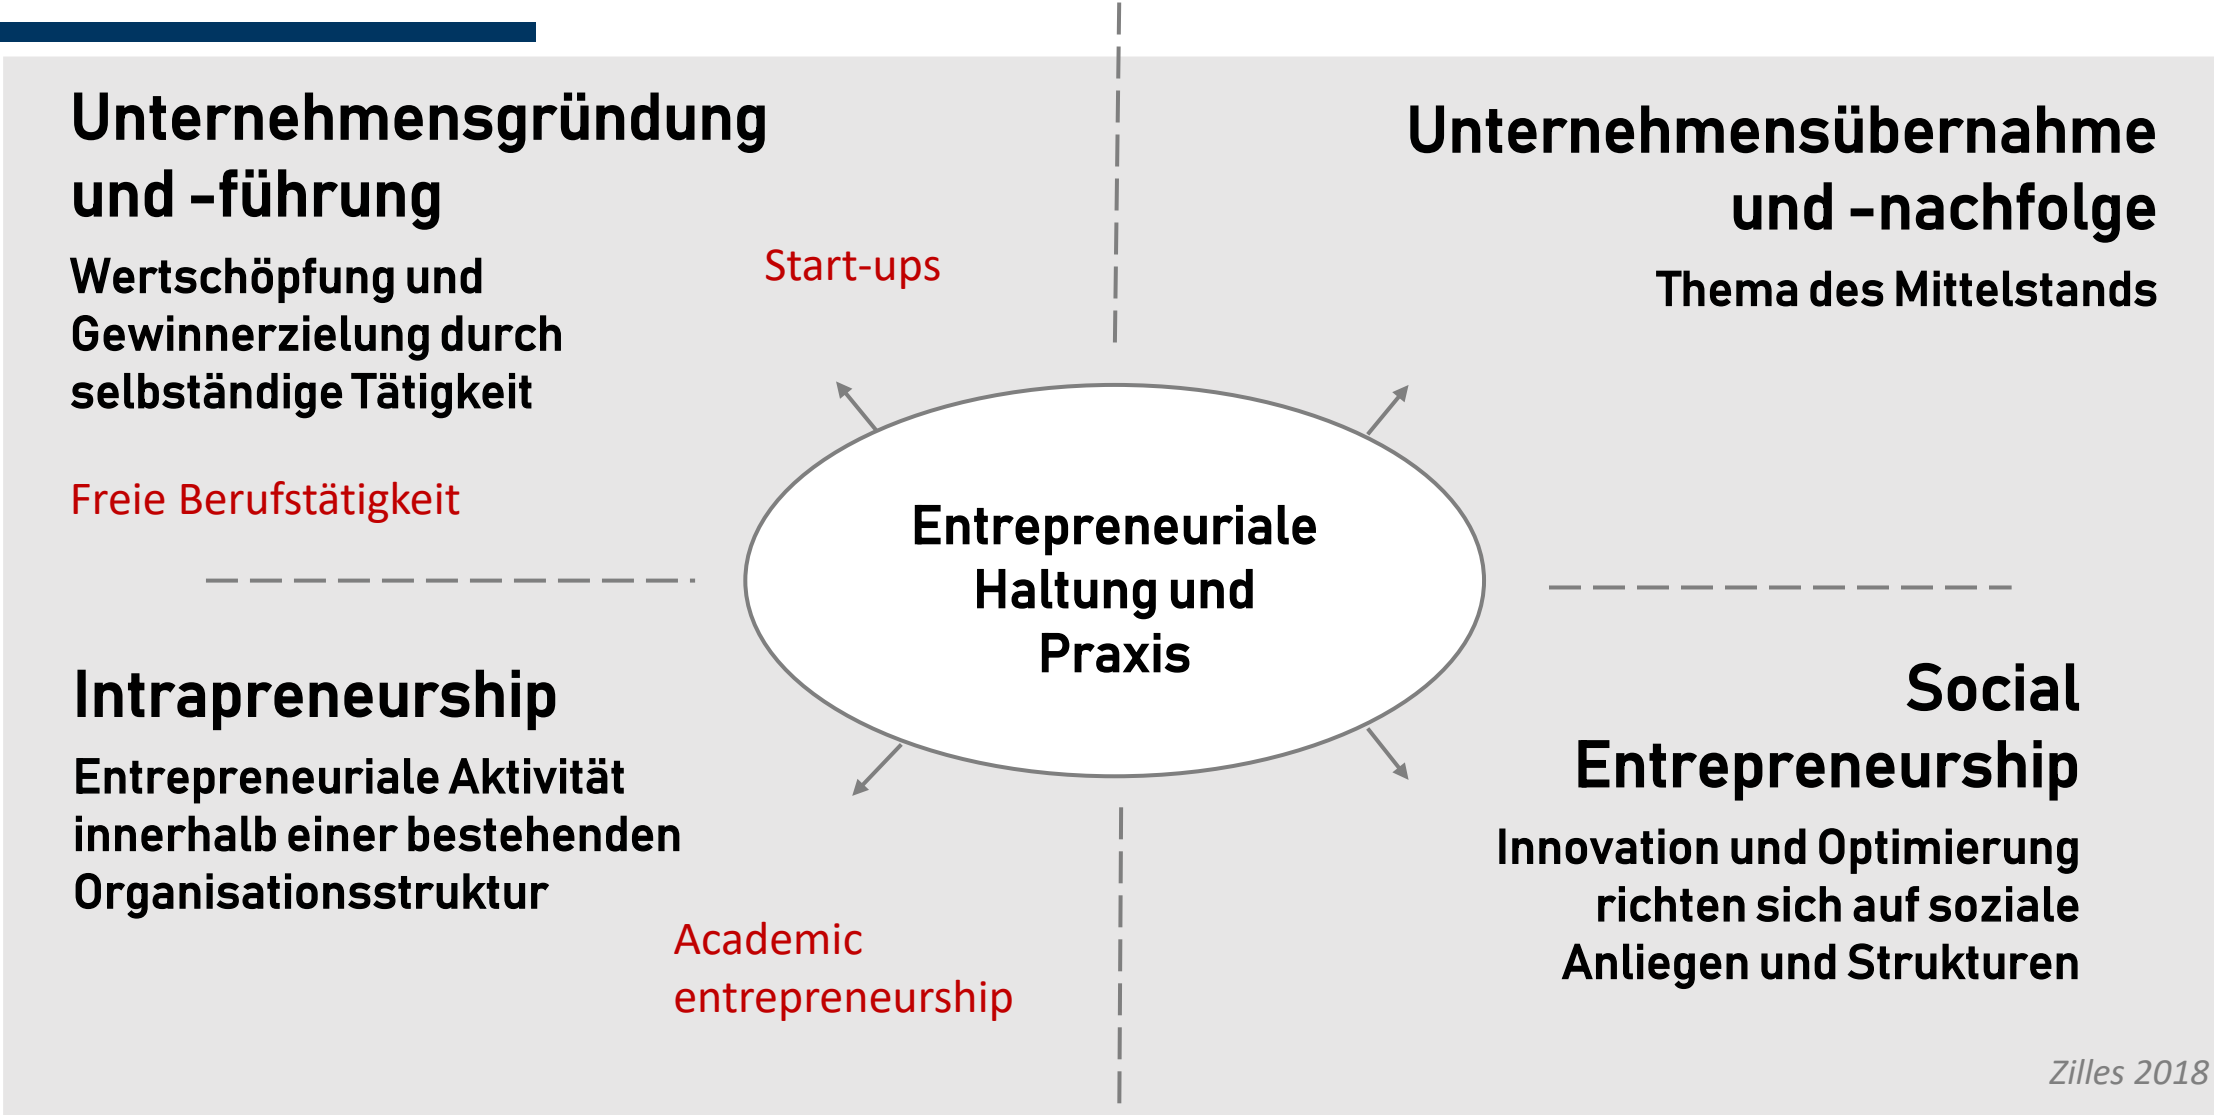 Unternehmensgründung
und -führung
Wertschöpfung und
Gewinnerzielung durch
selbständige Tätigkeit
Start-ups
Freie Berufstätigkeit
Unternehmensübernahme
und -nachfolge
Thema des Mittelstands
Entrepreneuriale
Haltung und
Praxis
Intrapreneurship
Entrepreneuriale Aktivität
innerhalb einer bestehenden
Organisationsstruktur
Academic
entrepreneurship
Social
Entrepreneurship
Innovation und Optimierung
richten sich auf soziale
Anliegen und Strukturen
Zilles 2018